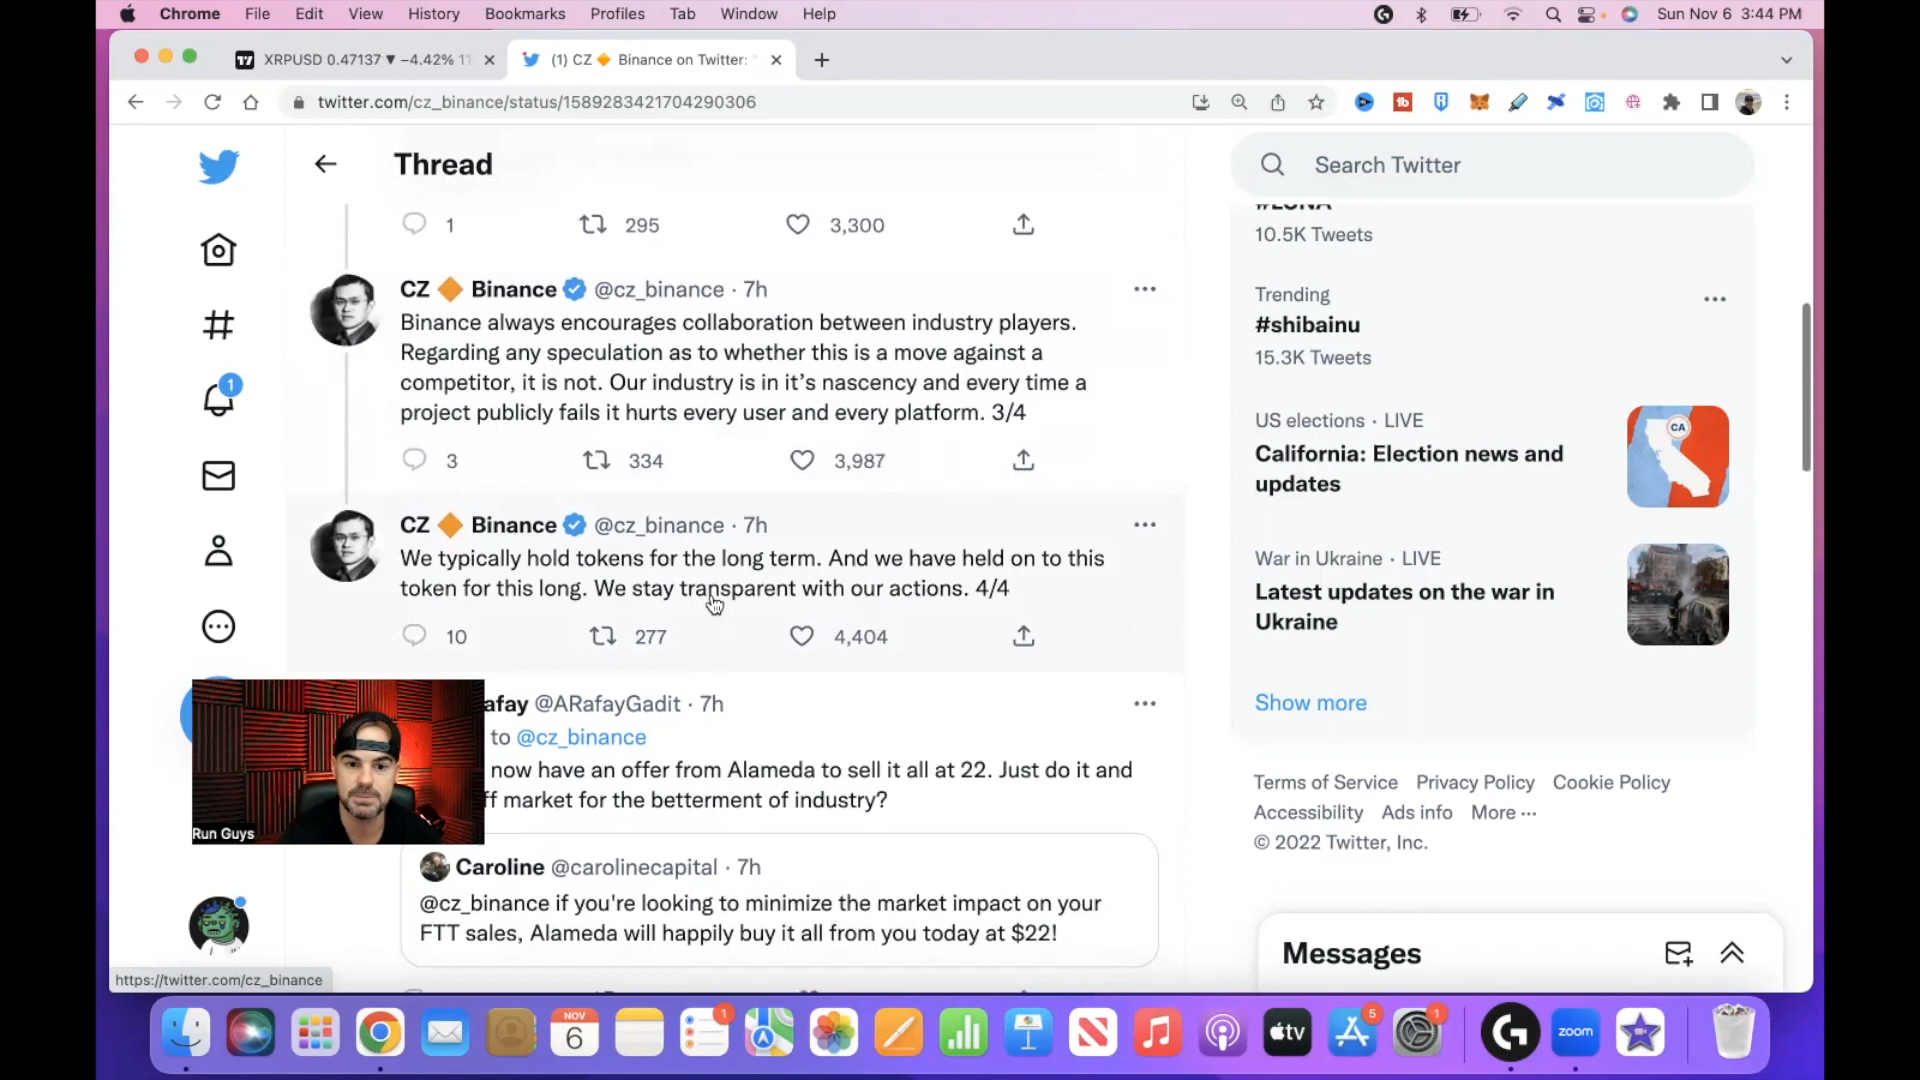 Chrome File Edit View History Bookmarks Profiles Tab Window Help
Sun Nov 6 3:44 PM
XRPUSD 0.47137 ▼ −4.42% 11
(1) CZ 🔶 Binance on Twitter: "
twitter.com/cz_binance/status/1589283421704290306
Thread
1 295 3,300
CZ 🔶 Binance @cz_binance · 7h
Binance always encourages collaboration between industry players.
Regarding any speculation as to whether this is a move against a
competitor, it is not. Our industry is in it's nascency and every time a
project publicly fails it hurts every user and every platform. 3/4
3 334 3,987
CZ 🔶 Binance @cz_binance · 7h
We typically hold tokens for the long term. And we have held on to this
token for this long. We stay transparent with our actions. 4/4
10 277 4,404
afay @ARafayGadit · 7h
to @cz_binance
now have an offer from Alameda to sell it all at 22. Just do it and
ff market for the betterment of industry?
Caroline @carolinecapital · 7h
@cz_binance if you're looking to minimize the market impact on your
FTT sales, Alameda will happily buy it all from you today at $22!
1
Run Guys
https://twitter.com/cz_binance
Search Twitter
#LUNA
10.5K Tweets
Trending
#shibainu
15.3K Tweets
US elections · LIVE
California: Election news and
updates
CA
War in Ukraine · LIVE
Latest updates on the war in
Ukraine
Show more
Terms of Service Privacy Policy Cookie Policy
Accessibility Ads info More ···
© 2022 Twitter, Inc.
Messages
NOV
6
1
tv
5
1
zoom